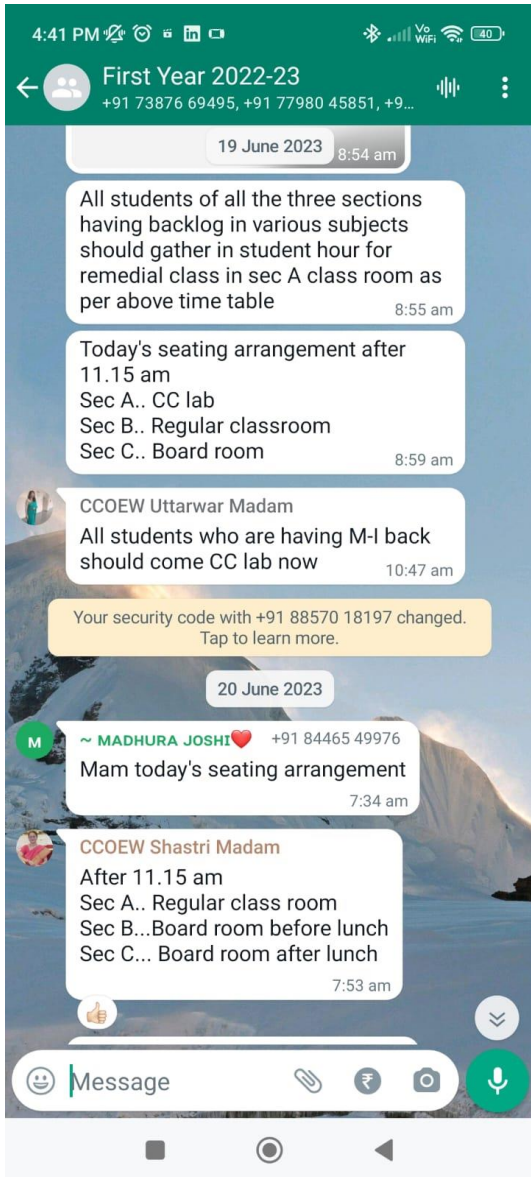 4:41 PM
Vo
WiFi
40
First Year 2022-23
+91 73876 69495, +91 77980 45851, +9...
19 June 2023
8:54 am
All students of all the three sections
having backlog in various subjects
should gather in student hour for
remedial class in sec A class room as
per above time table
8:55 am
Today's seating arrangement after
11.15 am
Sec A.. CC lab
Sec B.. Regular classroom
Sec C.. Board room
8:59 am
CCOEW Uttarwar Madam
All students who are having M-I back
should come CC lab now
10:47 am
Your security code with +91 88570 18197 changed.
Tap to learn more.
20 June 2023
M
~ MADHURA JOSHI❤️ +91 84465 49976
Mam today's seating arrangement
7:34 am
CCOEW Shastri Madam
After 11.15 am
Sec A.. Regular class room
Sec B...Board room before lunch
Sec C... Board room after lunch
7:53 am
Message
₹